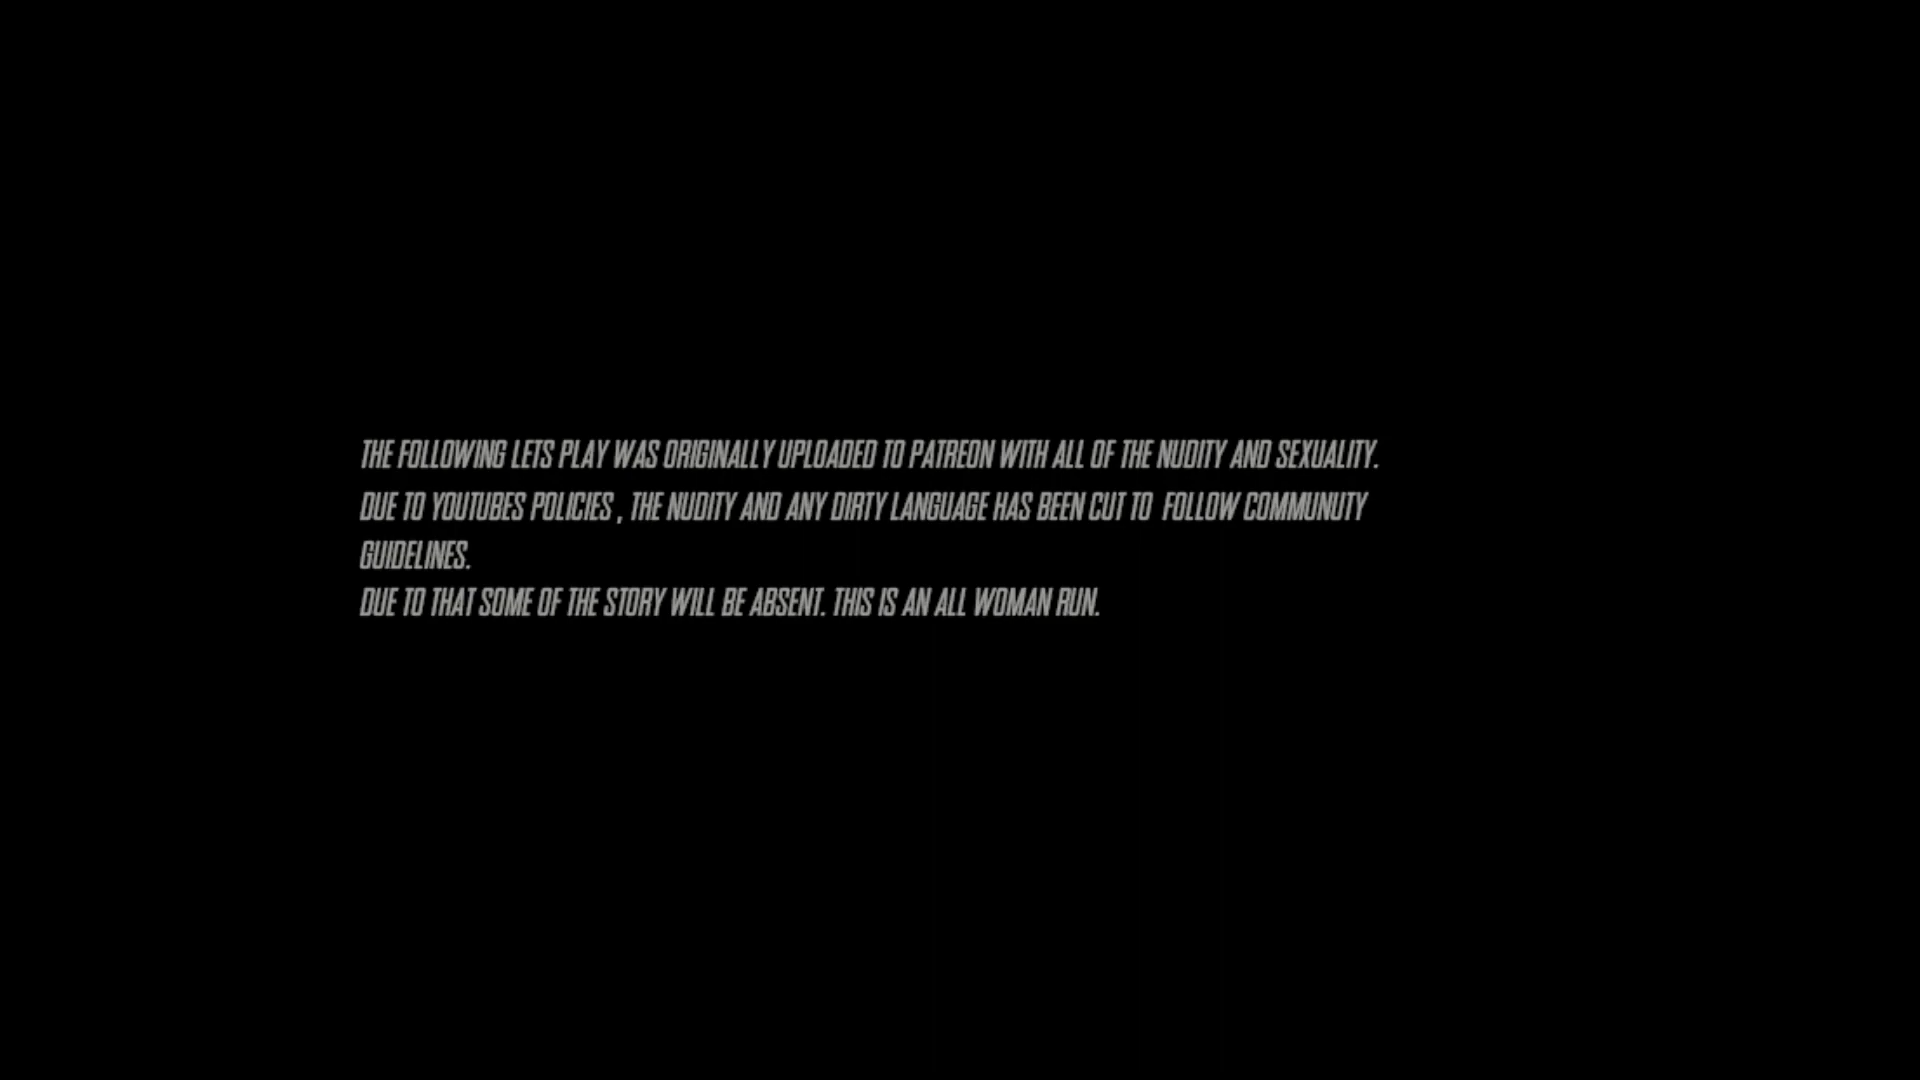 THE FOLLOWING LETS PLAY WAS ORIGINALLY UPLOADED TO PATREON WITH ALL OF THE NUDITY AND SEXUALITY.
DUE TO YOUTUBES POLICIES , THE NUDITY AND ANY DIRTY LANGUAGE HAS BEEN CUT TO  FOLLOW COMMUNUTY
GUIDELINES.
DUE TO THAT SOME OF THE STORY WILL BE ABSENT. THIS IS AN ALL WOMAN RUN.